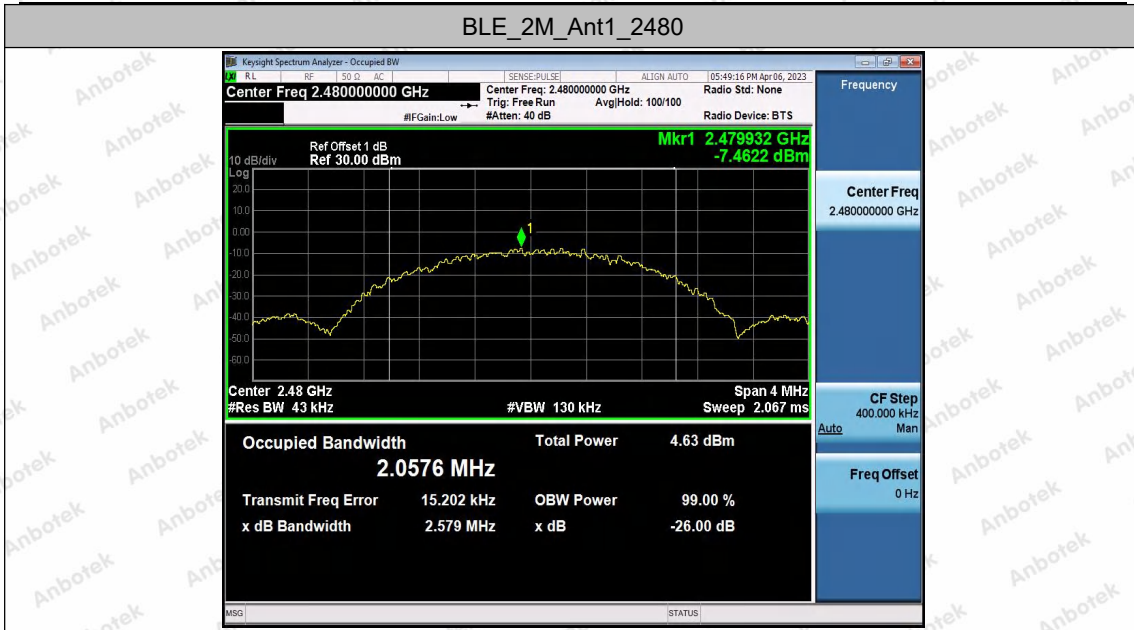 BLE_2M_Ant1_2480
Keysight Spectrum Analyzer - Occupied BW
LXI RL RF 50 Ω AC SENSE:PULSE ALIGN AUTO 05:49:16 PM Apr 06, 2023
Center Freq 2.480000000 GHz Center Freq: 2.480000000 GHz Radio Std: None
Trig: Free Run Avg|Hold: 100/100
#IFGain:Low #Atten: 40 dB Radio Device: BTS
Frequency
Mkr1 2.479932 GHz
-7.4622 dBm
Ref Offset 1 dB
10 dB/div Ref 30.00 dBm
Log
20.0
10.0
0.00
-10.0
-20.0
-30.0
-40.0
-50.0
-60.0
1
Center 2.48 GHz Span 4 MHz
#Res BW 43 kHz #VBW 130 kHz Sweep 2.067 ms
Center Freq
2.480000000 GHz
CF Step
400.000 kHz
Auto Man
Freq Offset
0 Hz
Occupied Bandwidth Total Power 4.63 dBm
2.0576 MHz
Transmit Freq Error 15.202 kHz OBW Power 99.00 %
x dB Bandwidth 2.579 MHz x dB -26.00 dB
MSG STATUS
Anbotek